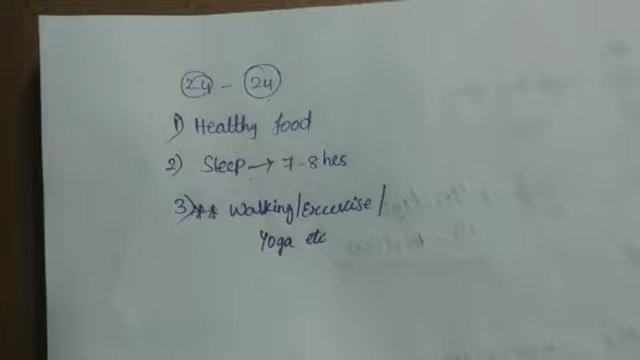 24 - 24
1) Healthy food
2) Sleep → 7-8 hrs
3) ** Walking/Excercise/
Yoga etc